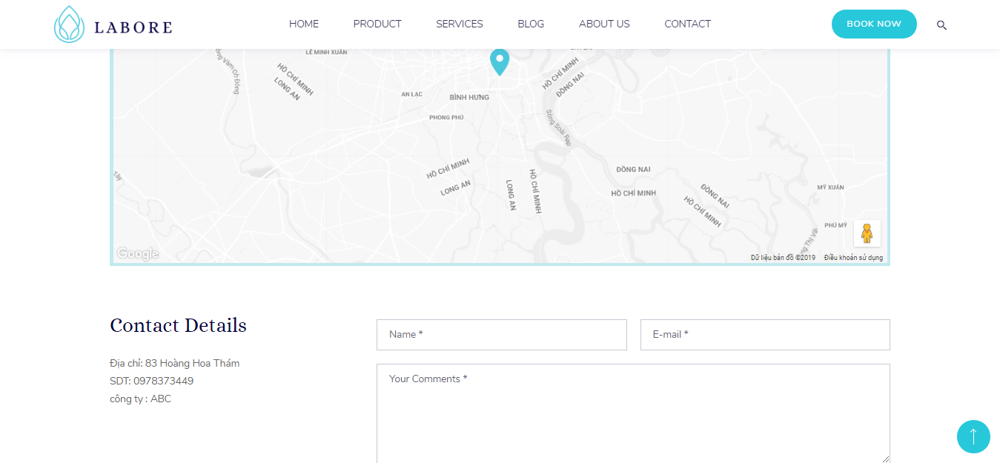 LABORE
HOME
PRODUCT
SERVICES
BLOG
ABOUT US
CONTACT
BOOK NOW
LÊ MINH XUÂN
HỒ CHÍ MINH
LONG AN
AN LẠC
BÌNH HƯNG
PHONG PHÚ
HỒ CHÍ MINH
ĐỒNG NAI
Sông Soài Rạp
HỒ CHÍ MINH
LONG AN
LONG AN
HỒ CHÍ MINH
ĐỒNG NAI
HỒ CHÍ MINH
ĐỒNG NAI
HỒ CHÍ MINH
MỸ XUÂN
PHÚ MỸ
Google
Dữ liệu bản đồ ©2019
Điều khoản sử dụng
Contact Details
Địa chỉ: 83 Hoàng Hoa Thám
SDT: 0978373449
công ty : ABC
Name *
E-mail *
Your Comments *